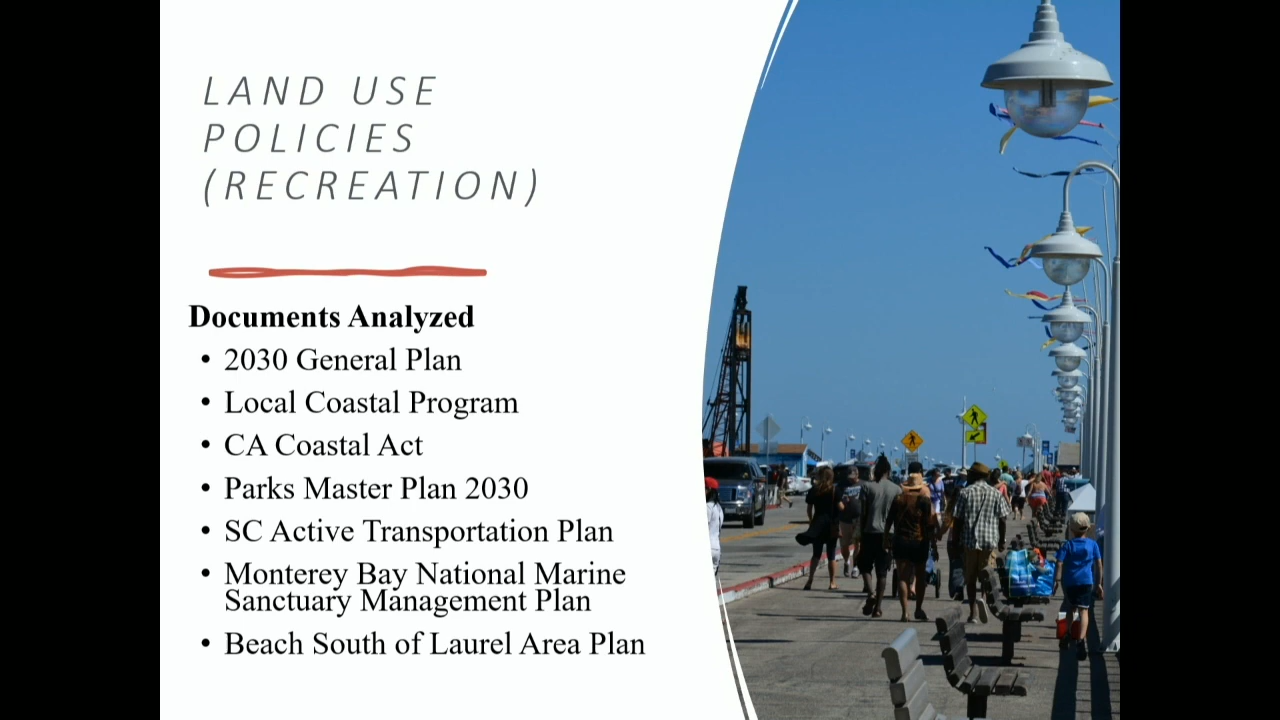 LAND USE
POLICIES
(RECREATION)
Documents Analyzed
• 2030 General Plan
• Local Coastal Program
• CA Coastal Act
• Parks Master Plan 2030
• SC Active Transportation Plan
• Monterey Bay National Marine
Sanctuary Management Plan
• Beach South of Laurel Area Plan